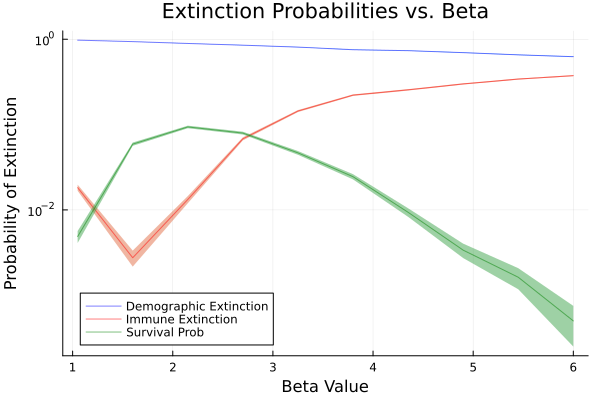 Extinction Probabilities vs. Beta
Probability of Extinction
10⁰
10⁻²
Demographic Extinction
Immune Extinction
Survival Prob
1 2 3 4 5 6
Beta Value